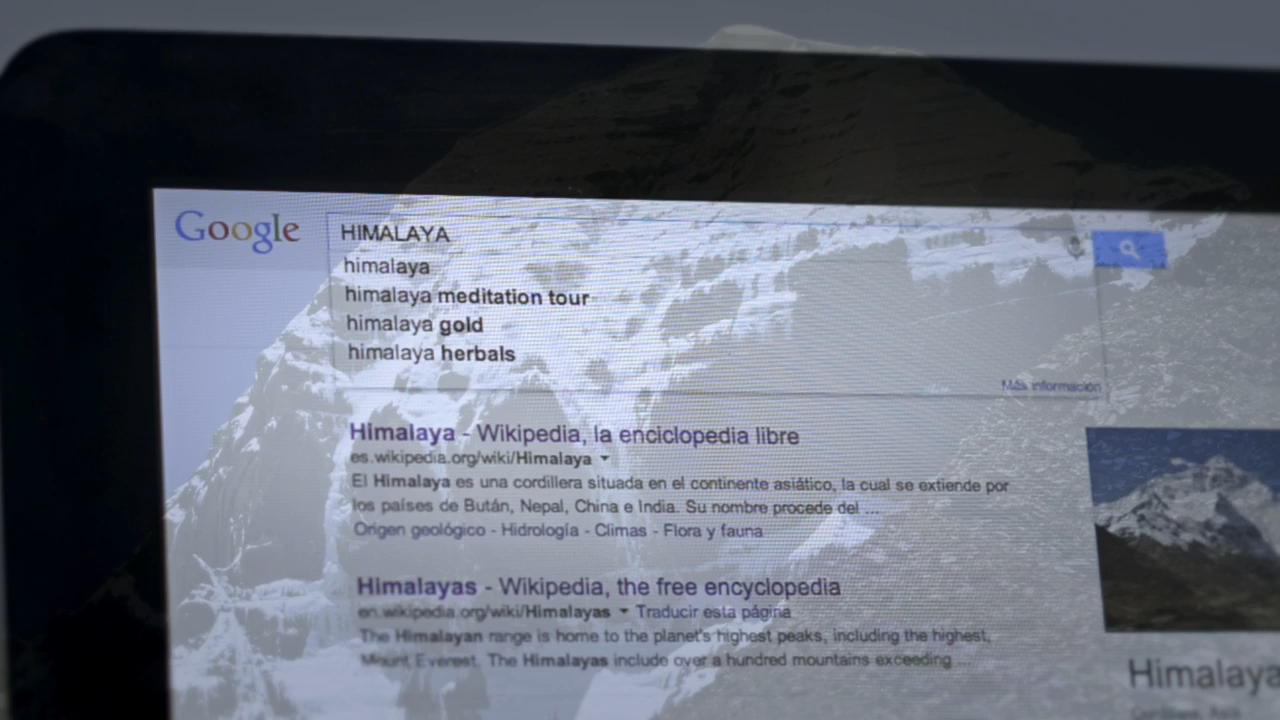 Google
HIMALAYA
himalaya
himalaya meditation tour
himalaya gold
himalaya herbals
Más información
Himalaya - Wikipedia, la enciclopedia libre
es.wikipedia.org/wiki/Himalaya
El Himalaya es una cordillera situada en el continente asiático, la cual se extiende por
los países de Bután, Nepal, China e India. Su nombre procede del ...
Origen geológico - Hidrología - Climas - Flora y fauna
Himalayas - Wikipedia, the free encyclopedia
en.wikipedia.org/wiki/Himalayas Traducir esta página
The Himalayan range is home to the planet's highest peaks, including the highest,
Mount Everest. The Himalayas include over a hundred mountains exceeding ...
Himalaya